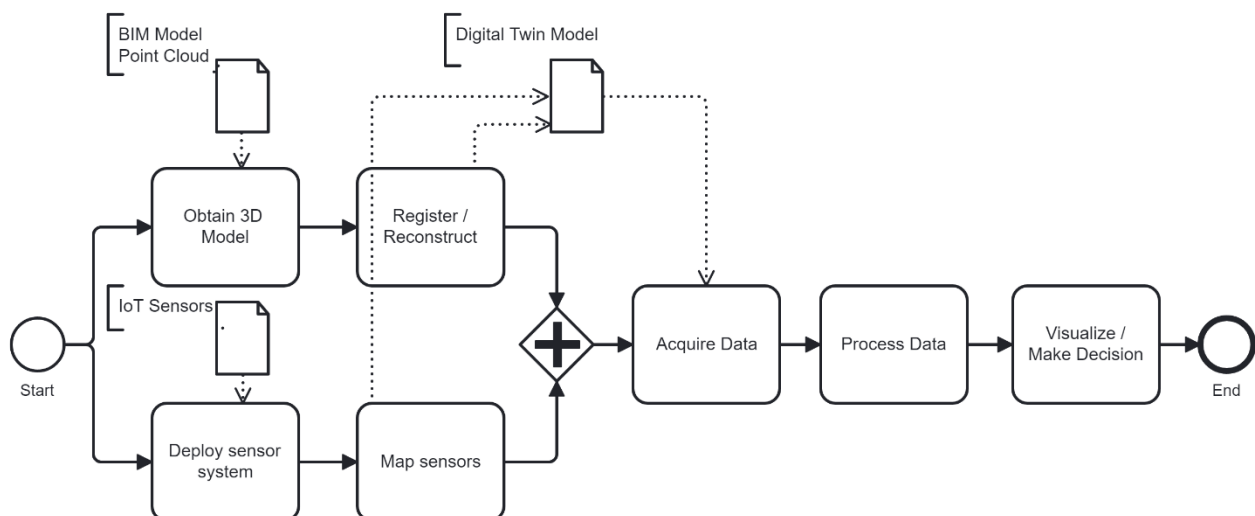 BIM Model
Point Cloud
Digital Twin Model
Obtain 3D
Model
Register /
Reconstruct
IoT Sensors
Start
Acquire Data
Process Data
Visualize /
Make Decision
End
Deploy sensor
system
Map sensors